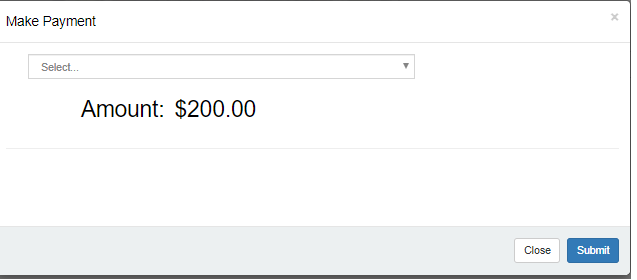 Make Payment ×
Select...
Amount: $200.00
Close Submit